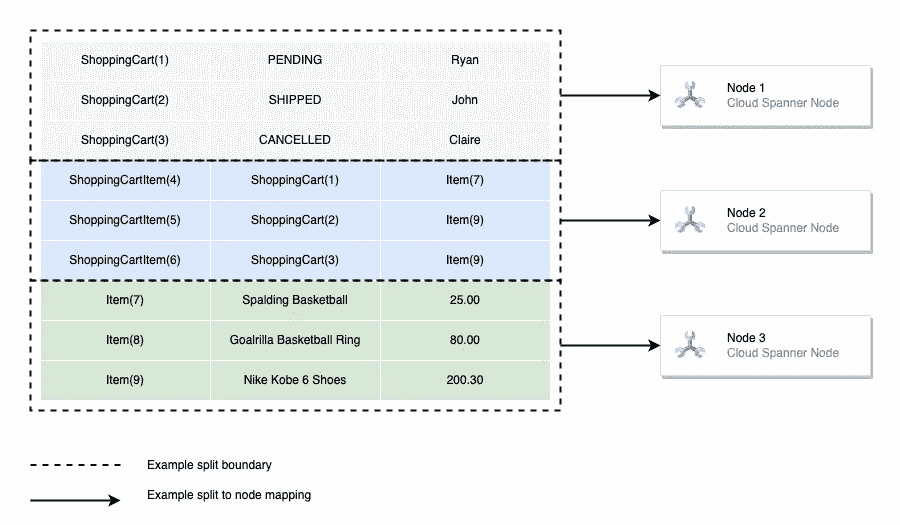 ShoppingCart(1) PENDING Ryan
ShoppingCart(2) SHIPPED John
ShoppingCart(3) CANCELLED Claire
ShoppingCartItem(4) ShoppingCart(1) Item(7)
ShoppingCartItem(5) ShoppingCart(2) Item(9)
ShoppingCartItem(6) ShoppingCart(3) Item(9)
Item(7) Spalding Basketball 25.00
Item(8) Goalrilla Basketball Ring 80.00
Item(9) Nike Kobe 6 Shoes 200.30
Node 1
Cloud Spanner Node
Node 2
Cloud Spanner Node
Node 3
Cloud Spanner Node
Example split boundary
Example split to node mapping